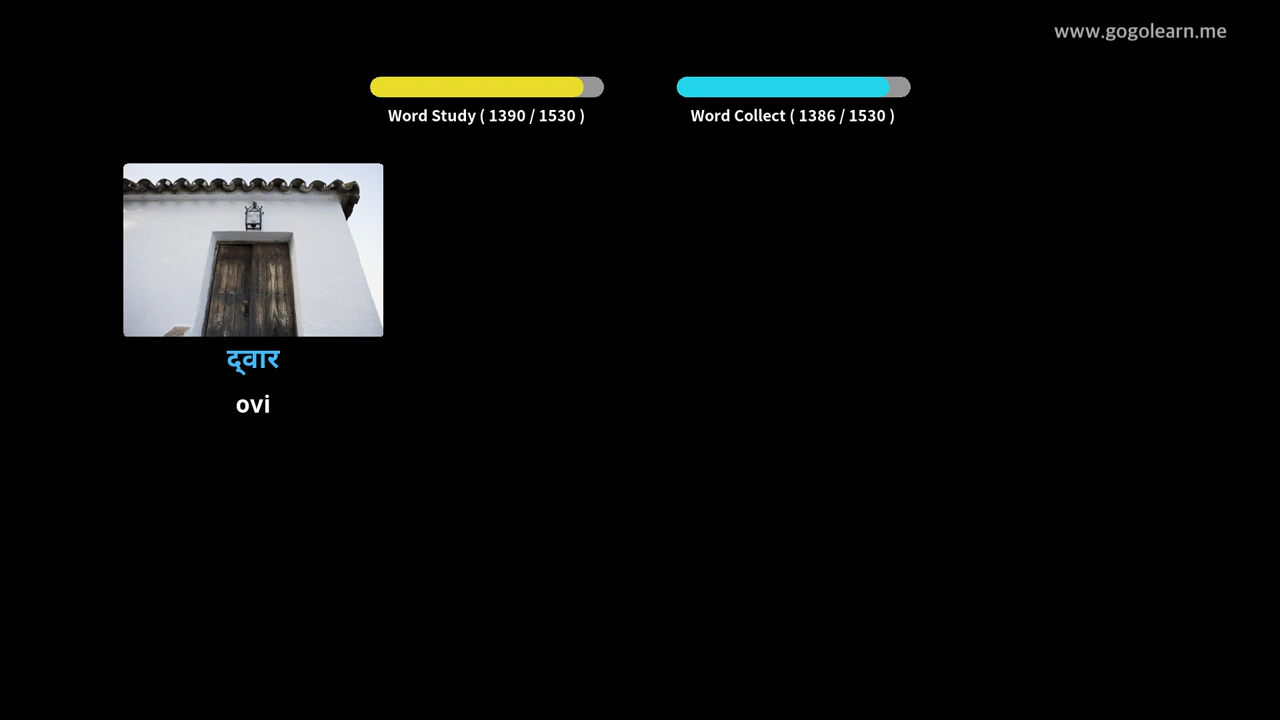 www.gogolearn.me
Word Study ( 1390 / 1530 )
Word Collect ( 1386 / 1530 )
द्वार
ovi